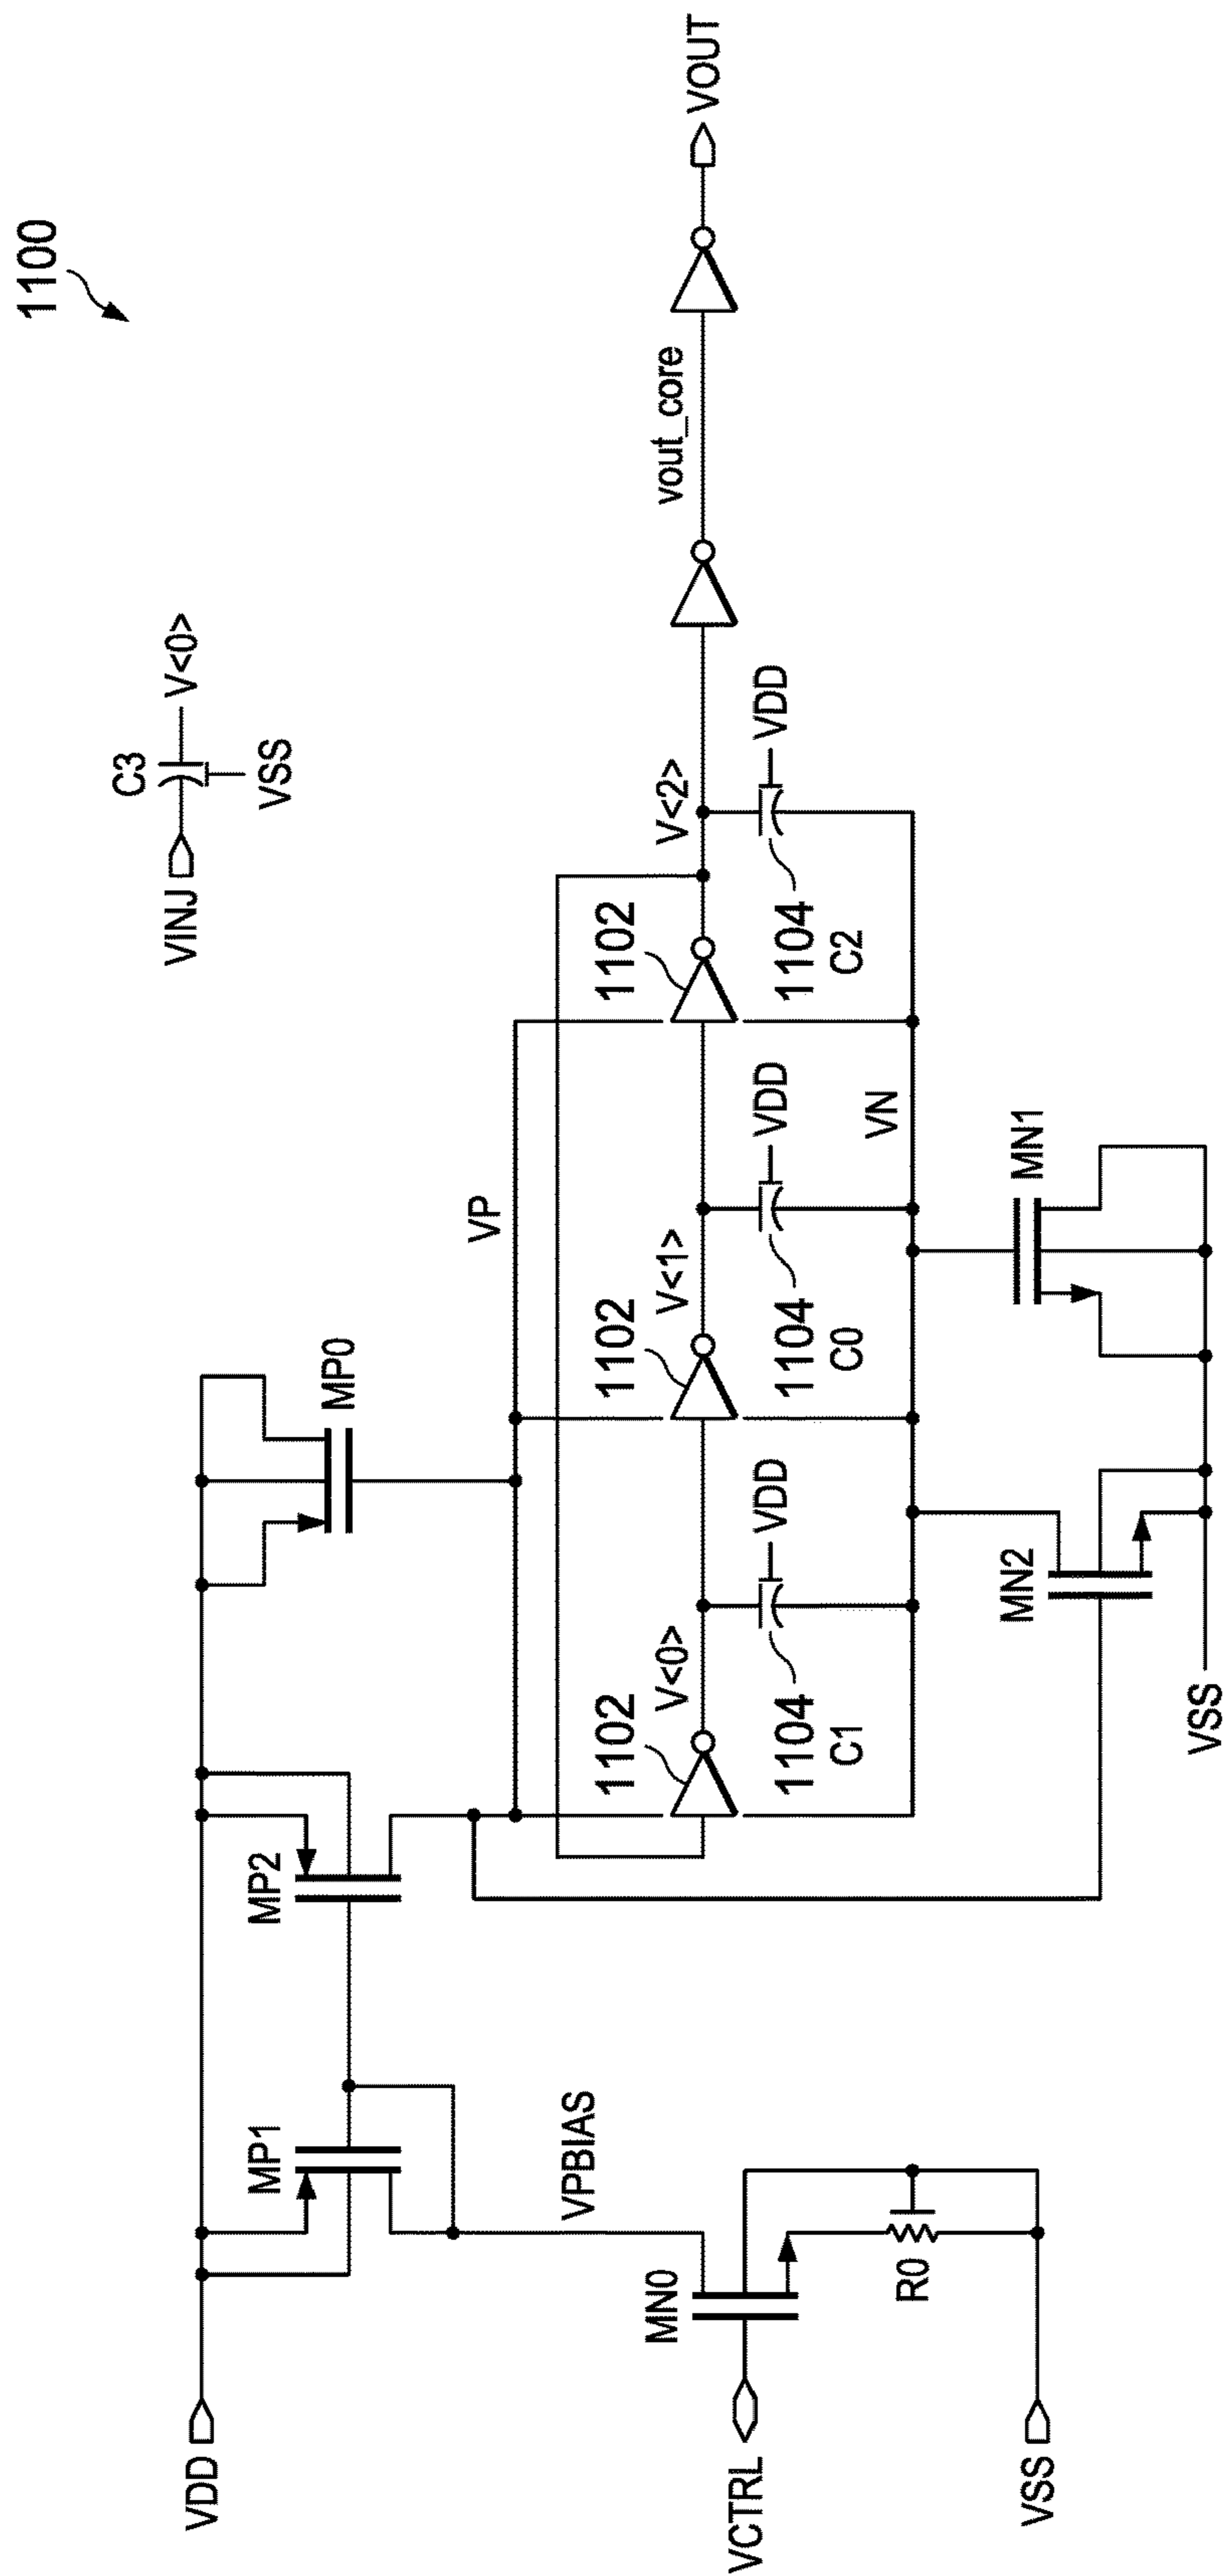 1100
VINJ
C3
V<0>
VSS
VDD
MP1
MP2
MP0
VPBIAS
VP
VCTRL
MN0
R0
VSS
1102
V<0>
1102
V<1>
1102
V<2>
vout_core
VOUT
1104
C1
VDD
1104
C0
VDD
1104
C2
VDD
VN
MN2
MN1
VSS